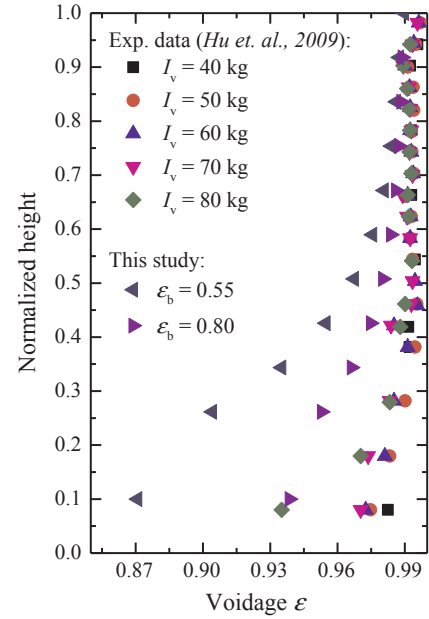 1.0
0.9
0.8
0.7
0.6
0.5
0.4
0.3
0.2
0.1
0.0
Normalized height
Exp. data (Hu et. al., 2009):
Iv = 40 kg
Iv = 50 kg
Iv = 60 kg
Iv = 70 kg
Iv = 80 kg
This study:
εb = 0.55
εb = 0.80
0.87 0.90 0.93 0.96 0.99
Voidage ε